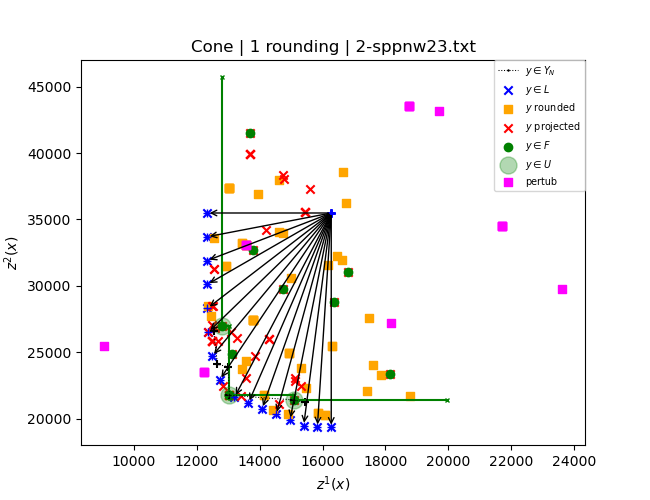 Cone | 1 rounding | 2-sppnw23.txt
45000
40000
35000
30000
25000
20000
z²(x)
10000 12000 14000 16000 18000 20000 22000 24000
z¹(x)
y ∈ Y_N
y ∈ L
y rounded
y projected
y ∈ F
y ∈ U
pertub